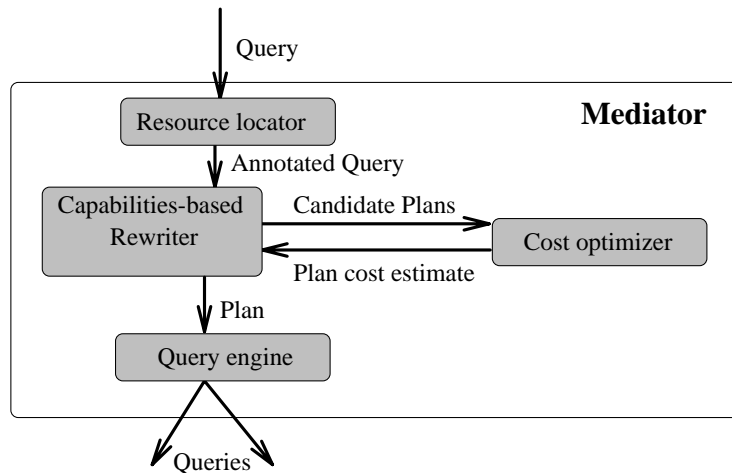 Query
Mediator
Resource locator
Annotated Query
Capabilities-based
Rewriter
Candidate Plans
Cost optimizer
Plan cost estimate
Plan
Query engine
Queries